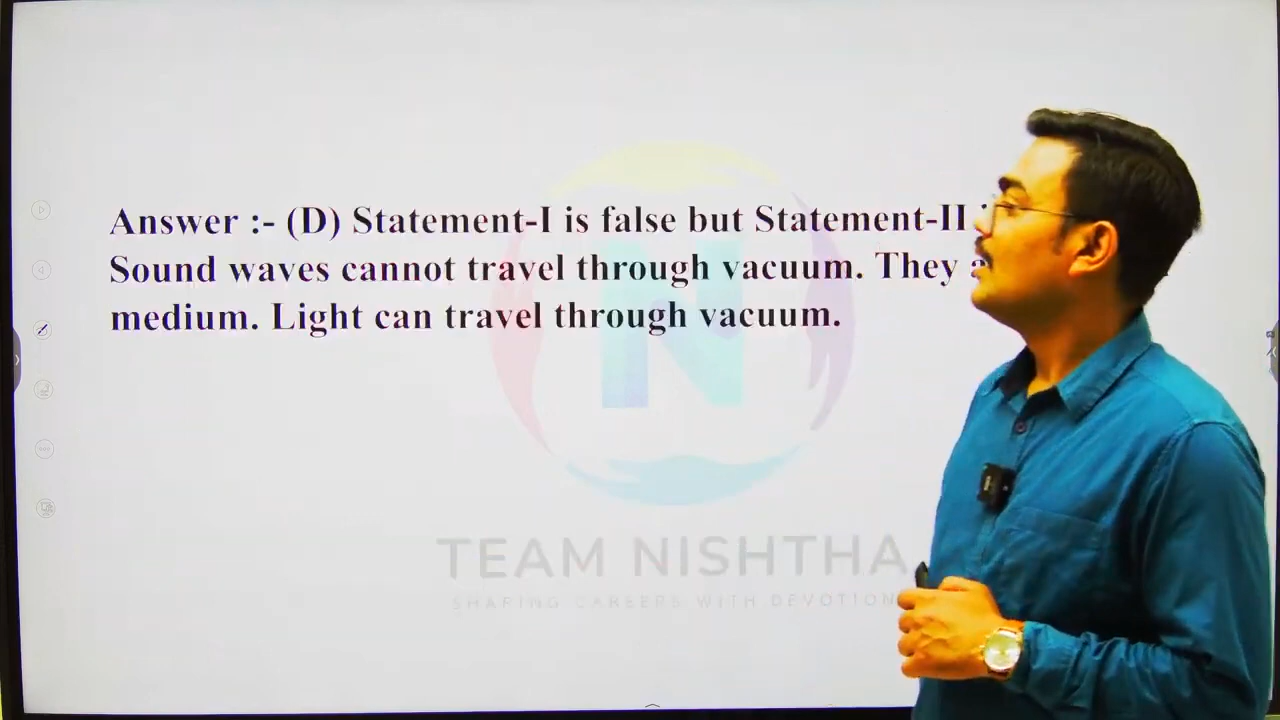 Answer :- (D) Statement-I is false but Statement-II
Sound waves cannot travel through vacuum. They
medium. Light can travel through vacuum.
TEAM NISHTHA
SHAPING CAREERS WITH DEVOTION